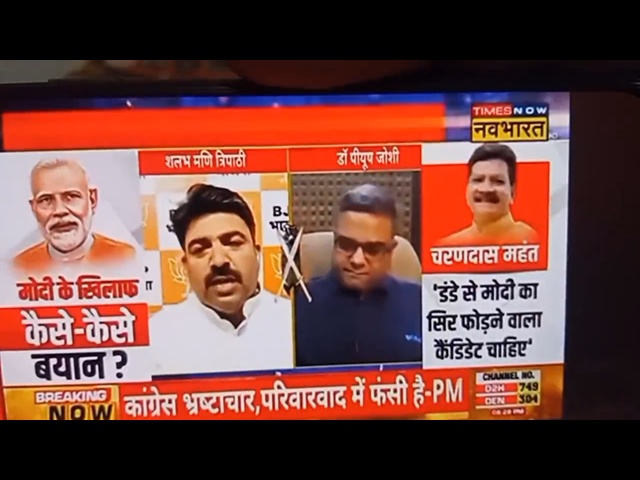 TIMES NOW
नवभारत
शलभ मणि त्रिपाठी
डॉ पीयूष जोशी
चरणदास महंत
मोदी के खिलाफ
कैसे-कैसे
बयान ?
'डंडे से मोदी का
सिर फोड़ने वाला
कैंडिडेट चाहिए'
BREAKING
NOW
कांग्रेस भ्रष्टाचार,परिवारवाद में फंसी है-PM
CHANNEL NO.
D2H 749
DEN 304